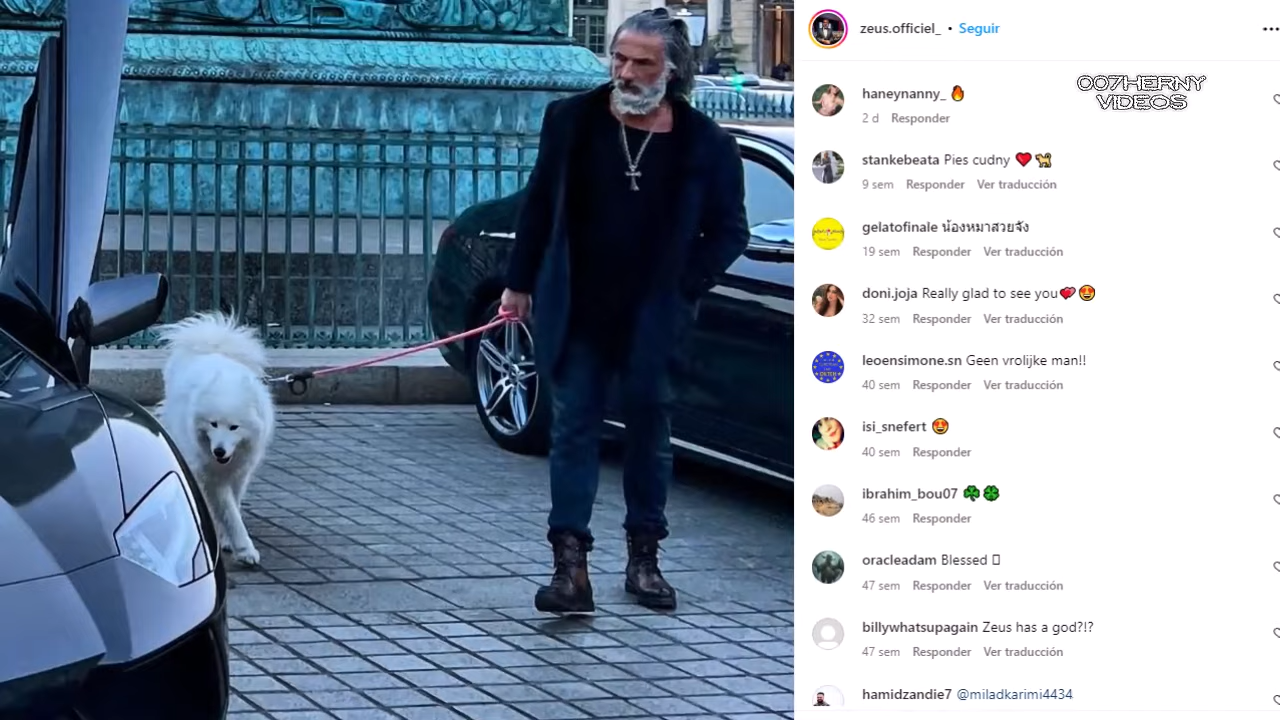 zeus.officiel_ • Seguir
007HERNY
VIDEOS
haneynanny_ 🔥
2 d Responder
stankebeata Pies cudny ❤️🐕
9 sem Responder Ver traducción
gelatofinale น้องหมาสวยจัง
19 sem Responder Ver traducción
doni.joja Really glad to see you💕😍
32 sem Responder Ver traducción
leoensimone.sn Geen vrolijke man!!
40 sem Responder Ver traducción
isi_snefert 😍
40 sem Responder
ibrahim_bou07 ☘️🍀
46 sem Responder
oracleadam Blessed
47 sem Responder Ver traducción
billywhatsupagain Zeus has a god?!?
47 sem Responder Ver traducción
hamidzandie7 @miladkarimi4434